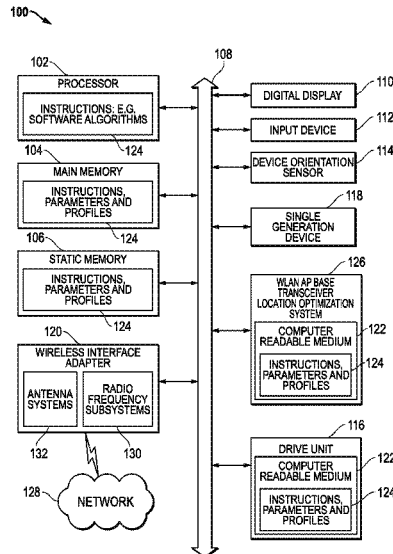 100
102
PROCESSOR
INSTRUCTIONS: E.G.
SOFTWARE ALGORITHMS
124
104
MAIN MEMORY
INSTRUCTIONS,
PARAMETERS AND
PROFILES
124
106
STATIC MEMORY
INSTRUCTIONS,
PARAMETERS AND
PROFILES
124
120
WIRELESS INTERFACE
ADAPTER
ANTENNA
SYSTEMS
RADIO
FREQUENCY
SUBSYSTEMS
132
130
128
NETWORK
108
DIGITAL DISPLAY
110
INPUT DEVICE
112
DEVICE ORIENTATION
SENSOR
114
118
SINGLE
GENERATION
DEVICE
126
WLAN AP BASE
TRANSCEIVER
LOCATION OPTIMIZATION
SYSTEM
COMPUTER
READABLE MEDIUM
122
INSTRUCTIONS,
PARAMETERS AND
PROFILES
124
116
DRIVE UNIT
COMPUTER
READABLE MEDIUM
122
INSTRUCTIONS,
PARAMETERS AND
PROFILES
124